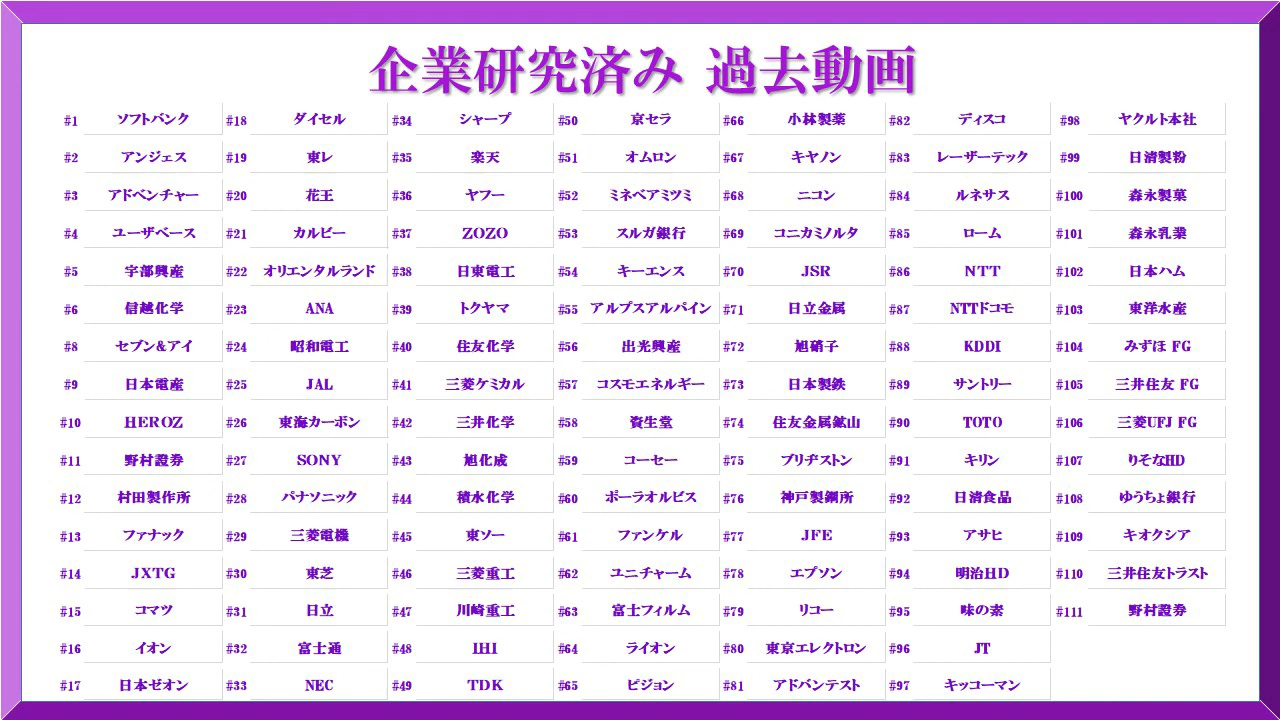 企業研究済み 過去動画
#1 ソフトバンク #18 ダイセル #34 シャープ #50 京セラ #66 小林製薬 #82 ディスコ #98 ヤクルト本社
#2 アンジェス #19 東レ #35 楽天 #51 オムロン #67 キヤノン #83 レーザーテック #99 日清製粉
#3 アドベンチャー #20 花王 #36 ヤフー #52 ミネベアミツミ #68 ニコン #84 ルネサス #100 森永製菓
#4 ユーザベース #21 カルビー #37 ZOZO #53 スルガ銀行 #69 コニカミノルタ #85 ローム #101 森永乳業
#5 宇部興産 #22 オリエンタルランド #38 日東電工 #54 キーエンス #70 JSR #86 NTT #102 日本ハム
#6 信越化学 #23 ANA #39 トクヤマ #55 アルプスアルパイン #71 日立金属 #87 NTTドコモ #103 東洋水産
#8 セブン&アイ #24 昭和電工 #40 住友化学 #56 出光興産 #72 旭硝子 #88 KDDI #104 みずほ FG
#9 日本電産 #25 JAL #41 三菱ケミカル #57 コスモエネルギー #73 日本製鉄 #89 サントリー #105 三井住友 FG
#10 HEROZ #26 東海カーボン #42 三井化学 #58 資生堂 #74 住友金属鉱山 #90 TOTO #106 三菱UFJ FG
#11 野村證券 #27 SONY #43 旭化成 #59 コーセー #75 ブリヂストン #91 キリン #107 りそなHD
#12 村田製作所 #28 パナソニック #44 積水化学 #60 ポーラオルビス #76 神戸製鋼所 #92 日清食品 #108 ゆうちょ銀行
#13 ファナック #29 三菱電機 #45 東ソー #61 ファンケル #77 JFE #93 アサヒ #109 キオクシア
#14 JXTG #30 東芝 #46 三菱重工 #62 ユニチャーム #78 エプソン #94 明治HD #110 三井住友トラスト
#15 コマツ #31 日立 #47 川崎重工 #63 富士フィルム #79 リコー #95 味の素 #111 野村證券
#16 イオン #32 富士通 #48 IHI #64 ライオン #80 東京エレクトロン #96 JT
#17 日本ゼオン #33 NEC #49 TDK #65 ピジョン #81 アドバンテスト #97 キッコーマン